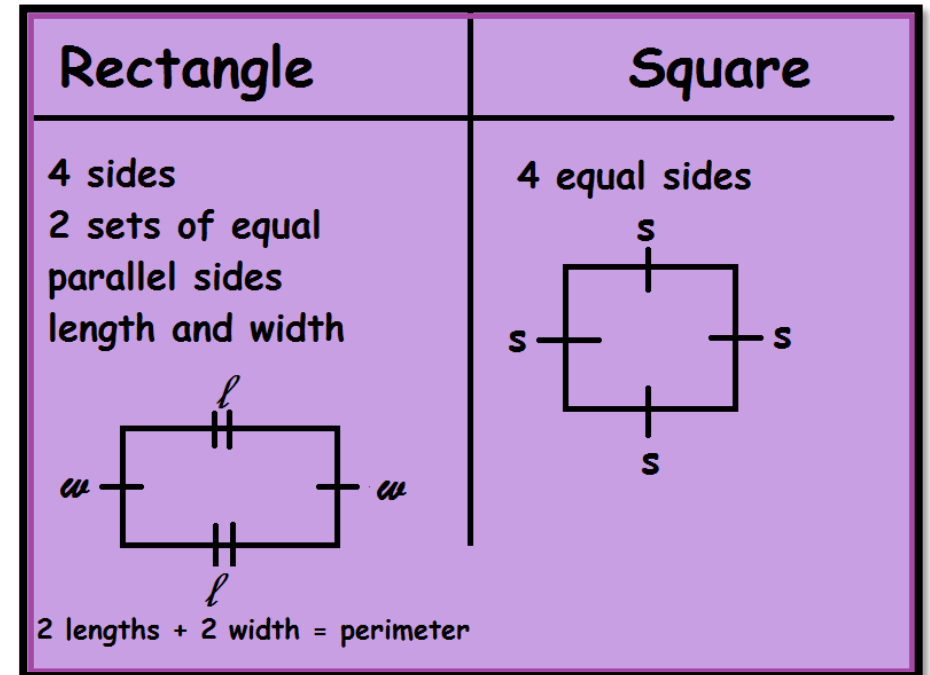 Rectangle
4 sides
2 sets of equal
parallel sides
length and width
ℓ
w w
ℓ
2 lengths + 2 width = perimeter
Square
4 equal sides
s
s s
s